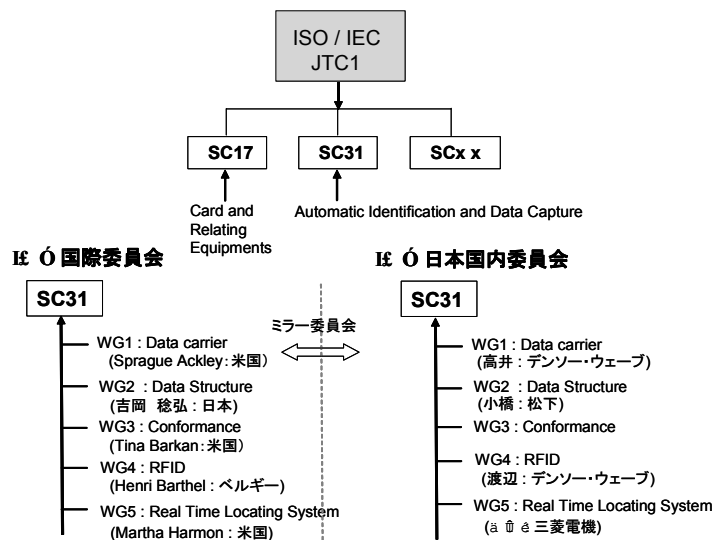 ISO / IEC
JTC1
SC17
SC31
SCx x
Card and
Relating
Equipments
Automatic Identification and Data Capture
国際委員会
SC31
WG1 : Data carrier
(Sprague Ackley : 米国)
WG2 : Data Structure
(吉岡 稔弘 : 日本)
WG3 : Conformance
(Tina Barkan : 米国)
WG4 : RFID
(Henri Barthel : ベルギー)
WG5 : Real Time Locating System
(Martha Harmon : 米国)
ミラー委員会
日本国内委員会
SC31
WG1 : Data carrier
(高井 : デンソー・ウェーブ)
WG2 : Data Structure
(小橋 : 松下)
WG3 : Conformance
WG4 : RFID
(渡辺 : デンソー・ウェーブ)
WG5 : Real Time Locating System
三菱電機)